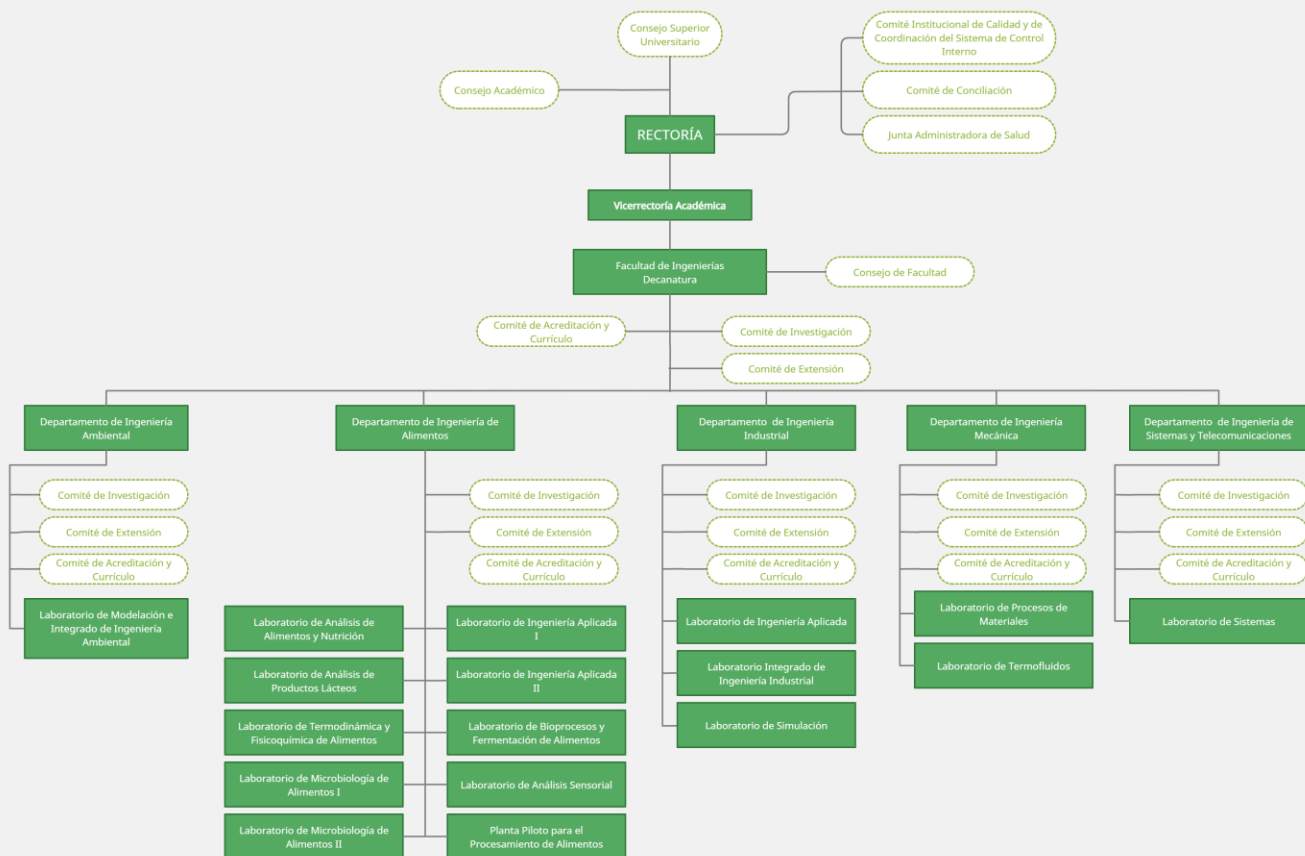 Consejo Superior
Universitario
Comité Institucional de Calidad y de
Coordinación del Sistema de Control
Interno
Consejo Académico
Comité de Conciliación
RECTORÍA
Junta Administradora de Salud
Vicerrectoría Académica
Facultad de Ingenierías
Decanatura
Consejo de Facultad
Comité de Acreditación y
Currículo
Comité de Investigación
Comité de Extensión
Departamento de Ingeniería
Ambiental
Comité de Investigación
Comité de Extensión
Comité de Acreditación y
Currículo
Laboratorio de Modelación e
Integrado de Ingeniería
Ambiental
Departamento de Ingeniería de
Alimentos
Comité de Investigación
Comité de Extensión
Comité de Acreditación y
Currículo
Laboratorio de Análisis de
Alimentos y Nutrición
Laboratorio de Ingeniería Aplicada
I
Laboratorio de Análisis de
Productos Lácteos
Laboratorio de Ingeniería Aplicada
II
Laboratorio de Termodinámica y
Fisicoquímica de Alimentos
Laboratorio de Bioprocesos y
Fermentación de Alimentos
Laboratorio de Microbiología de
Alimentos I
Laboratorio de Análisis Sensorial
Laboratorio de Microbiología de
Alimentos II
Planta Piloto para el
Procesamiento de Alimentos
Departamento de Ingeniería
Industrial
Comité de Investigación
Comité de Extensión
Comité de Acreditación y
Currículo
Laboratorio de Ingeniería Aplicada
Laboratorio Integrado de
Ingeniería Industrial
Laboratorio de Simulación
Departamento de Ingeniería
Mecánica
Comité de Investigación
Comité de Extensión
Comité de Acreditación y
Currículo
Laboratorio de Procesos de
Materiales
Laboratorio de Termofluidos
Departamento de Ingeniería de
Sistemas y Telecomunicaciones
Comité de Investigación
Comité de Extensión
Comité de Acreditación y
Currículo
Laboratorio de Sistemas